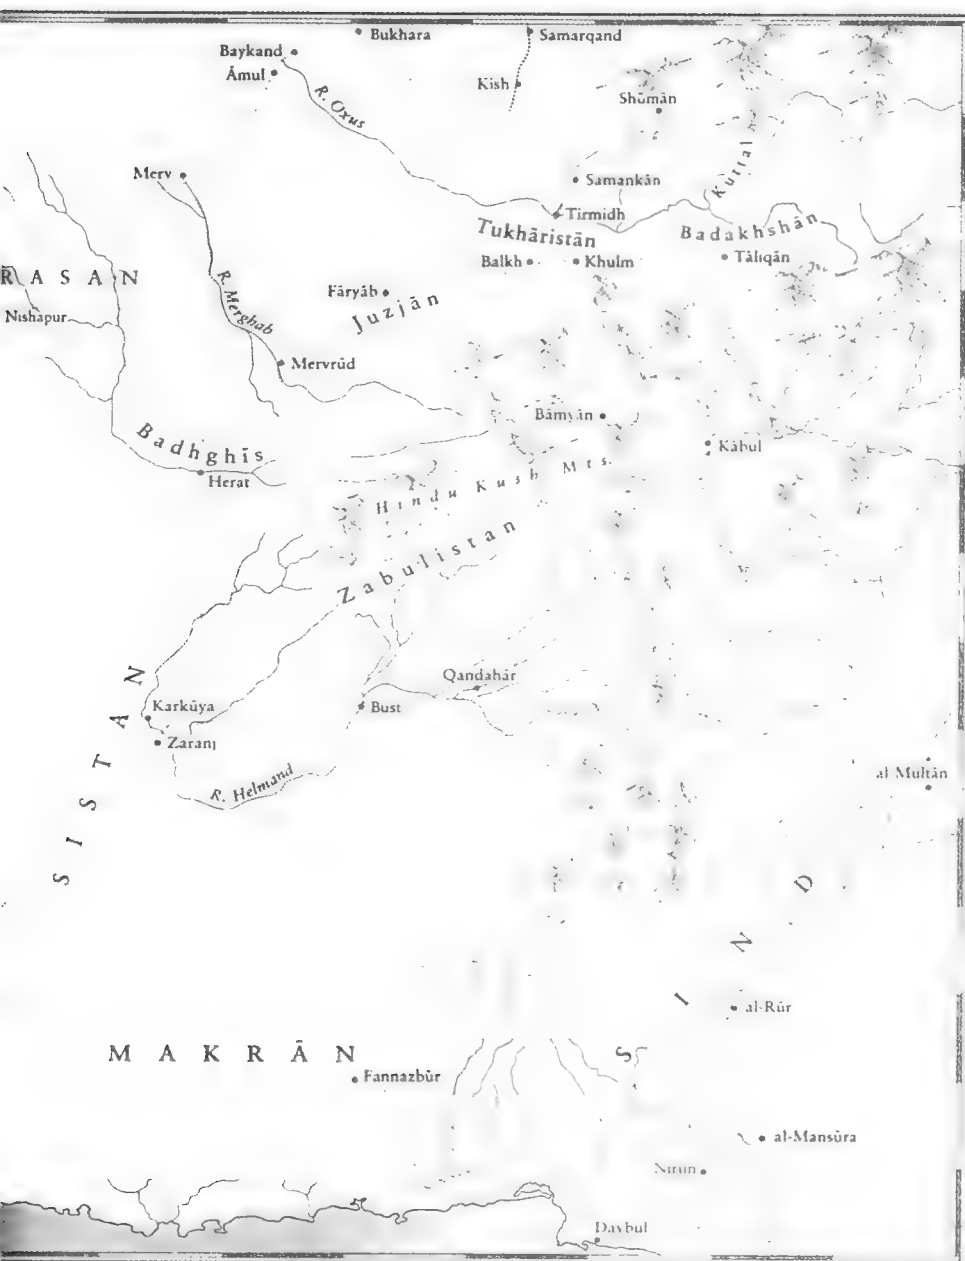 Bukhara
Samarqand
Baykand
Āmul
Kish
R. Oxus
Shūmān
Kuttal
Merv
Samankān
Tirmidh
Tukhāristān
Badakhshān
Balkh
Khulm
Tālıqān
RASAN
R. Merghab
Fāryāb
Juzjān
Nishapur
Mervrūd
Bāmyān
Badhghīs
Kābul
Herat
Hindu Kush Mts.
Zabulistan
Qandahār
SISTAN
Karkūya
Bust
Zaranj
R. Helmand
al Multān
SIND
al-Rūr
MAKRĀN
Fannazbūr
al-Mansūra
Nīrūn
Daybul